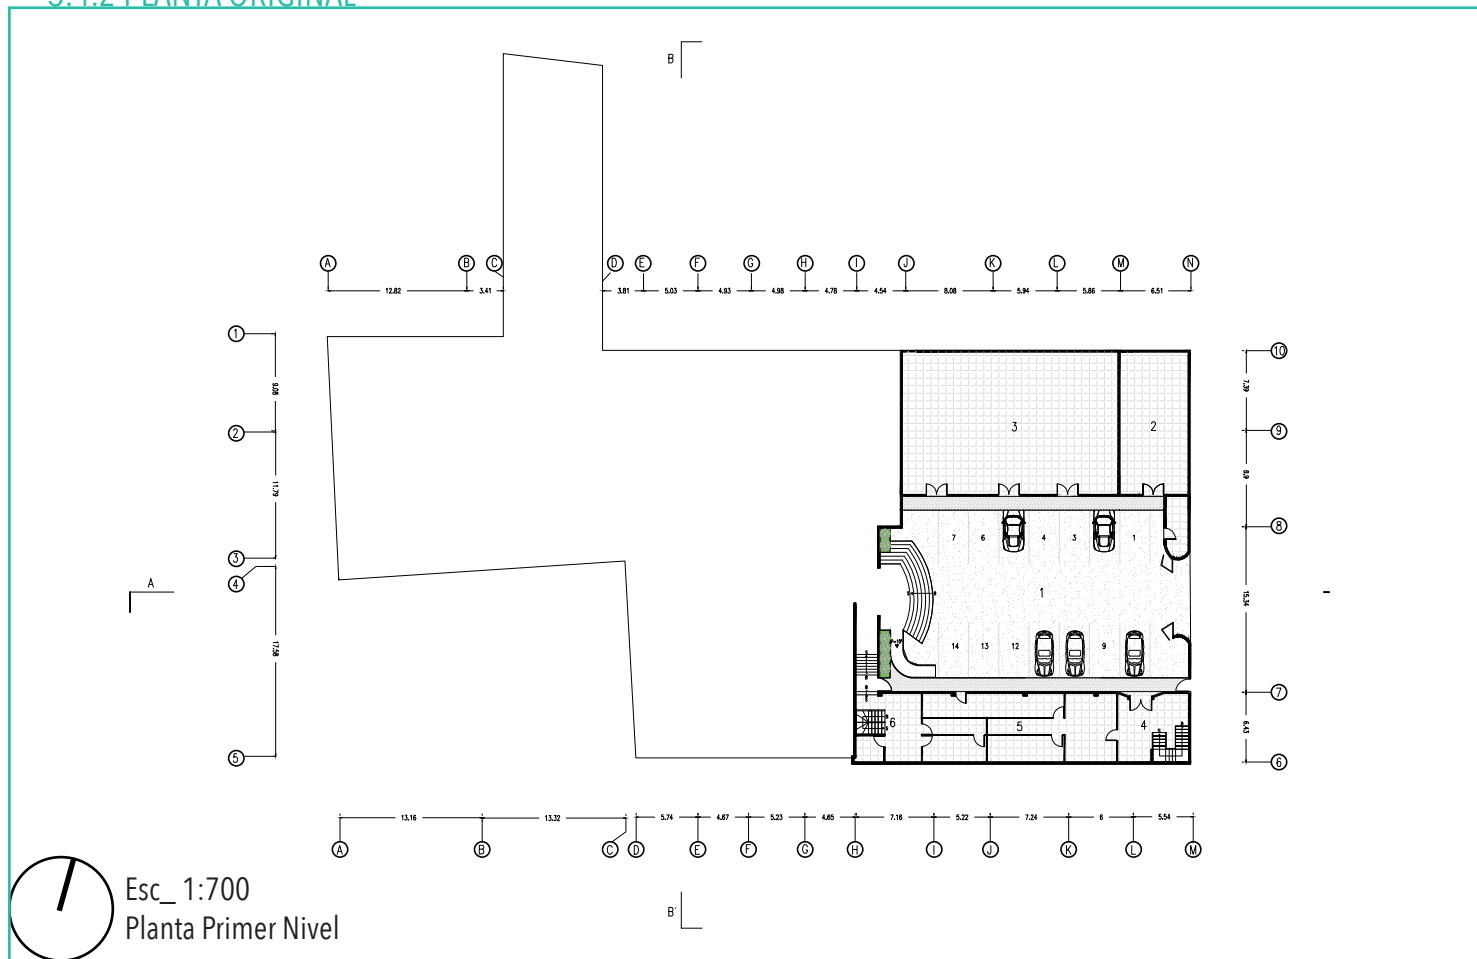 3.4.2 PLANTA ORIGINAL
B
A B C D E F G H I J K L M N
12.82 3.41 3.81 5.03 4.93 4.98 4.78 4.54 8.08 5.94 5.86 6.51
1
10
9.08
7.39
3
2
2
9
11.79
8.9
8
7 6 4 3 1
3
4
A
1
15.34
17.58
14 13 12 9
7
6
5
4
6.43
5
6
13.16 13.32 5.74 4.67 5.23 4.65 7.16 5.22 7.24 6 5.54
A B C D E F G H I J K L M
Esc_ 1:700
B'
Planta Primer Nivel